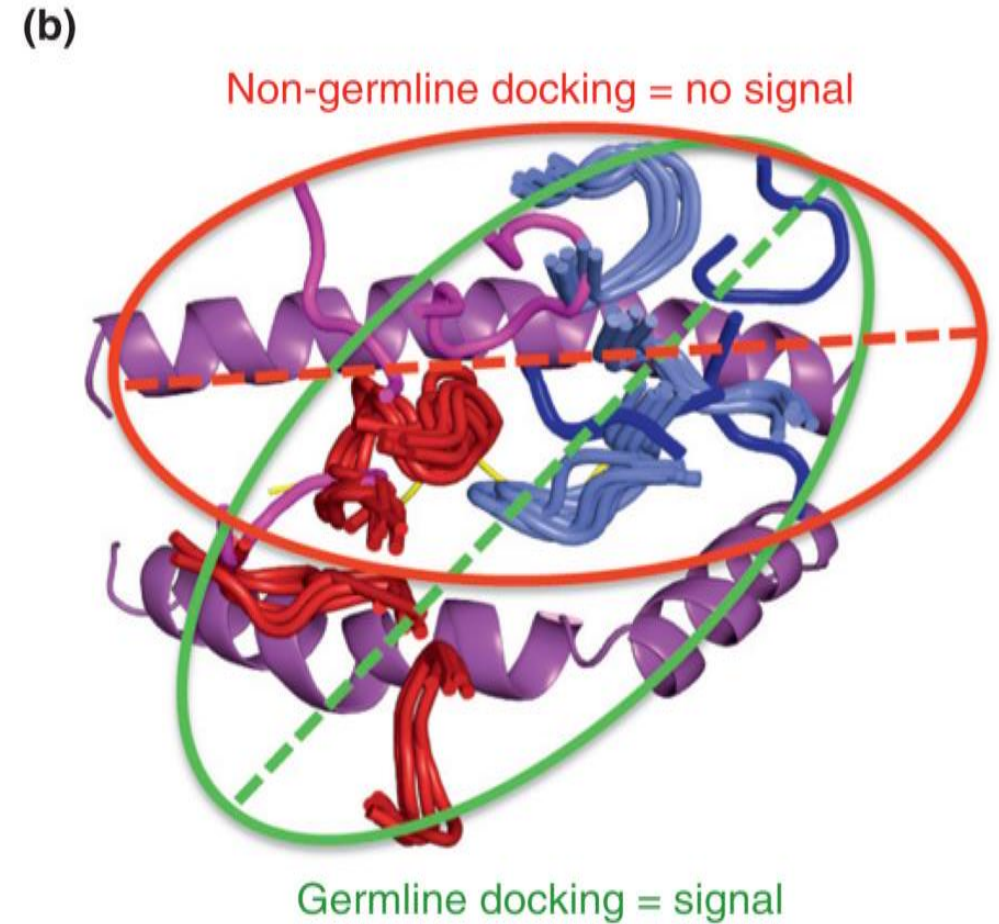 (b)
Non-germline docking = no signal
Germline docking = signal